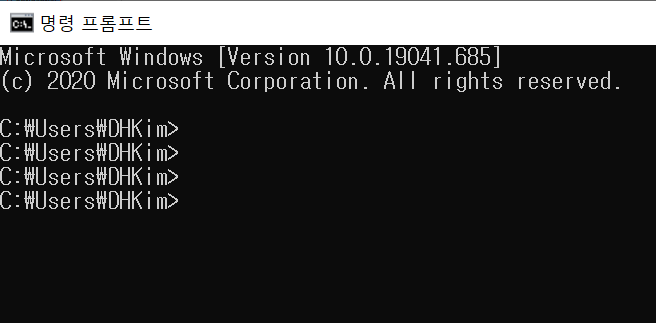 명령 프롬프트
Microsoft Windows [Version 10.0.19041.685]
(c) 2020 Microsoft Corporation. All rights reserved.
C:₩Users₩DHKim>
C:₩Users₩DHKim>
C:₩Users₩DHKim>
C:₩Users₩DHKim>